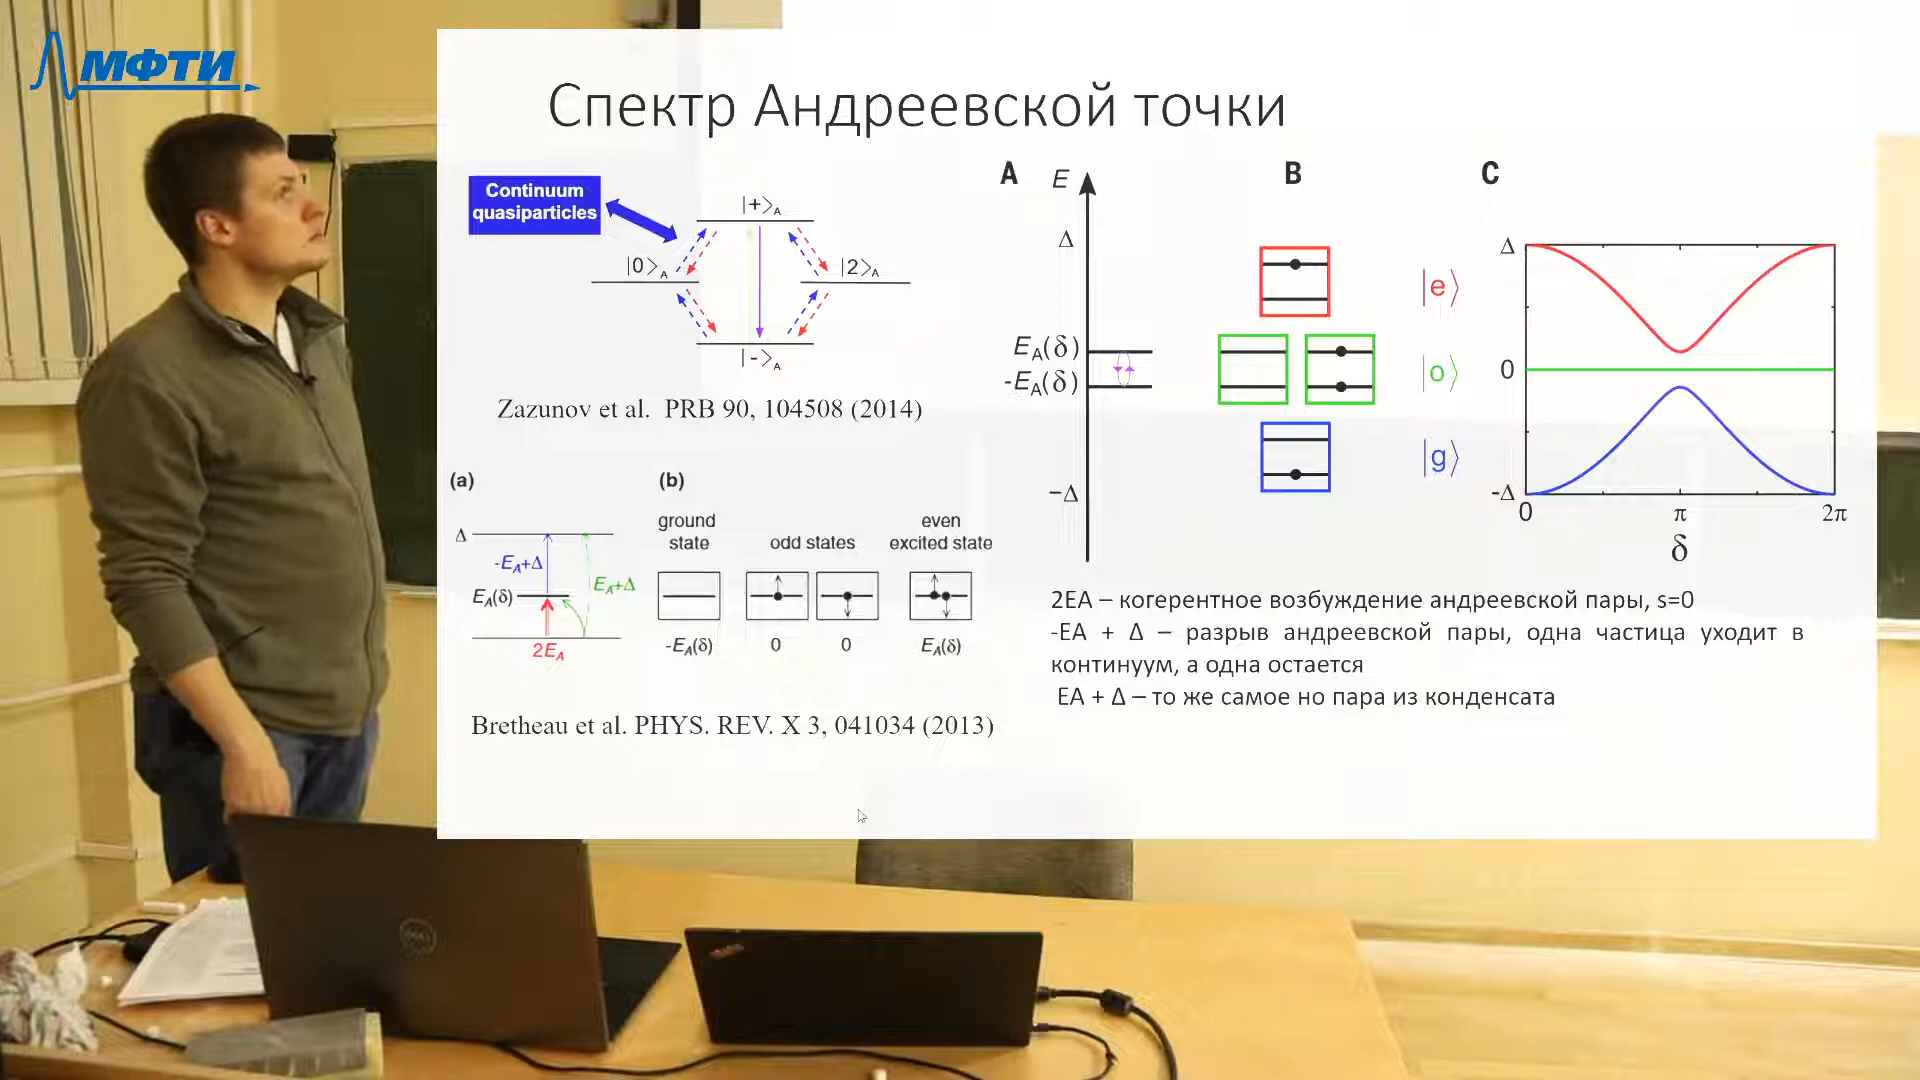 МФТИ
Спектр Андреевской точки
Continuum
quasiparticles
|+>A
|0>A
|2>A
|->A
Zazunov et al. PRB 90, 104508 (2014)
A
E
Δ
EA(δ)
-EA(δ)
−Δ
B
C
|e⟩
|o⟩
|g⟩
Δ
0
-Δ
0 π 2π
δ
(a)
Δ
-EA+Δ
EA+Δ
EA(δ)
2EA
(b)
ground
state
odd states
even
excited state
-EA(δ) 0 0 EA(δ)
Bretheau et al. PHYS. REV. X 3, 041034 (2013)
2EA – когерентное возбуждение андреевской пары, s=0
-EA + Δ – разрыв андреевской пары, одна частица уходит в
континуум, а одна остается
EA + Δ – то же самое но пара из конденсата
DELL